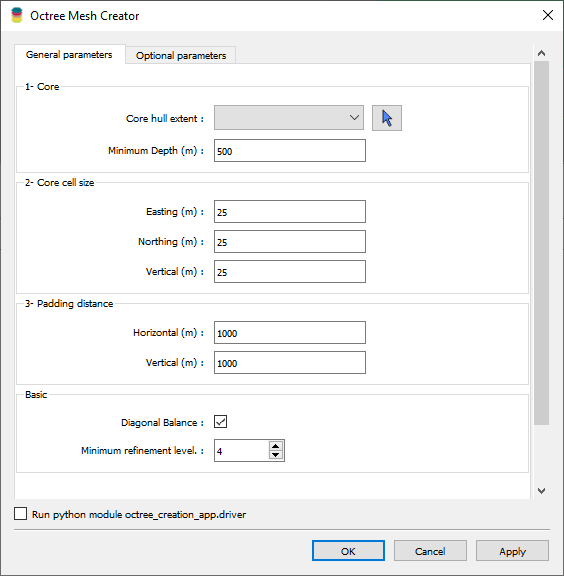 Octree Mesh Creator
General parameters
Optional parameters
1- Core
Core hull extent :
Minimum Depth (m) : 500
2- Core cell size
Easting (m) : 25
Northing (m) : 25
Vertical (m) : 25
3- Padding distance
Horizontal (m) : 1000
Vertical (m) : 1000
Basic
Diagonal Balance :
Minimum refinement level. : 4
Run python module octree_creation_app.driver
OK Cancel Apply